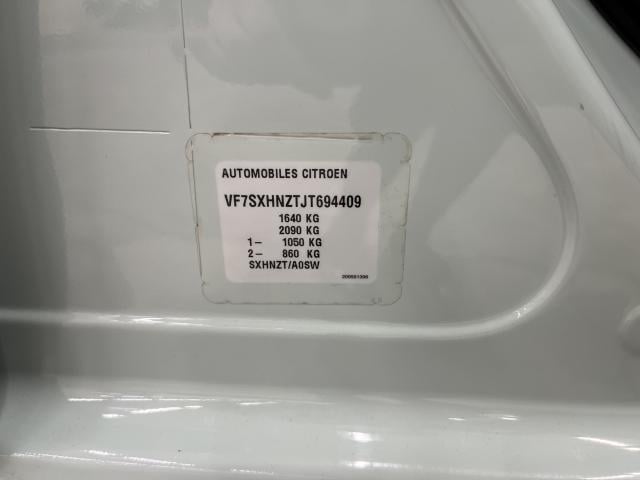 AUTOMOBILES CITROEN
VF7SXHNZTJT694409
1640 KG
2090 KG
1– 1050 KG
2– 860 KG
SXHNZT/A0SW